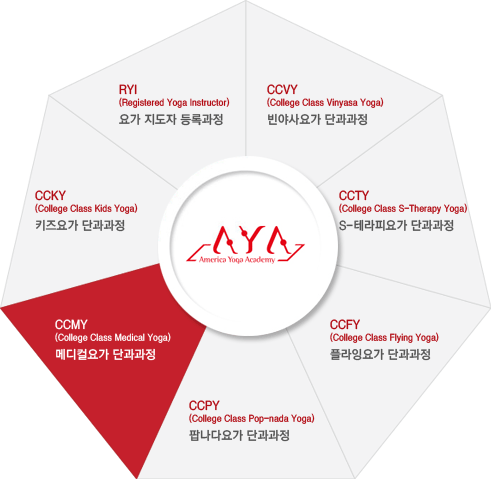 RYI
(Registered Yoga Instructor)
요가 지도자 등록과정
CCVY
(College Class Vinyasa Yoga)
빈야사요가 단과과정
CCKY
(College Class Kids Yoga)
키즈요가 단과과정
CCTY
(College Class S-Therapy Yoga)
S-테라피요가 단과과정
AYA
America Yoga Academy
CCMY
(College Class Medical Yoga)
메디컬요가 단과과정
CCFY
(College Class Flying Yoga)
플라잉요가 단과과정
CCPY
(College Class Pop-nada Yoga)
팝나다요가 단과과정